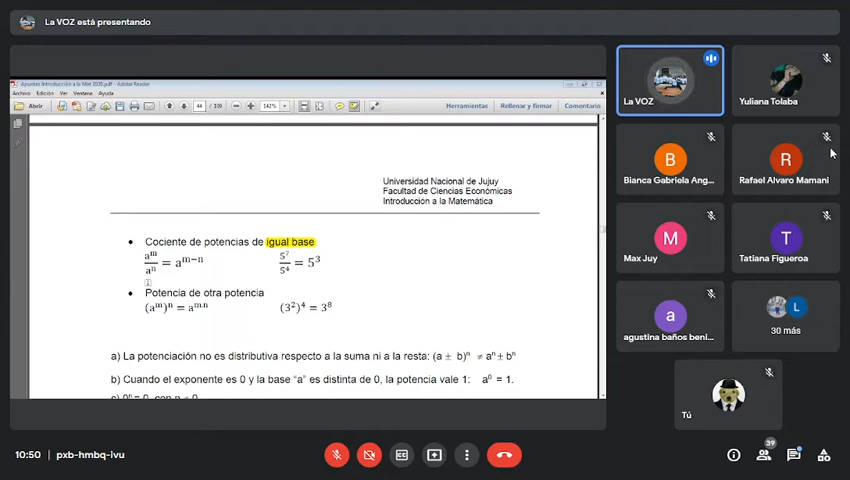 La VOZ está presentando
Apuntes Introducción a la Mat 2020.pdf - Adobe Reader
Archivo Edición Ver Ventana Ayuda
Abrir 44 / 119 142% Herramientas Rellenar y firmar Comentario
Universidad Nacional de Jujuy
Facultad de Ciencias Económicas
Introducción a la Matemática
• Cociente de potencias de igual base
aᵐ/aⁿ = aᵐ⁻ⁿ 5⁷/5⁴ = 5³
• Potencia de otra potencia
(aᵐ)ⁿ = aᵐ·ⁿ (3²)⁴ = 3⁸
a) La potenciación no es distributiva respecto a la suma ni a la resta: (a ± b)ⁿ ≠ aⁿ ± bⁿ
b) Cuando el exponente es 0 y la base “a” es distinta de 0, la potencia vale 1: a⁰ = 1.
c) 0ⁿ = 0, con n ≠ 0
La VOZ
Yuliana Tolaba
B
Bianca Gabriela Ang...
R
Rafael Alvaro Mamani
M
Max Juy
T
Tatiana Figueroa
a
agustina baños beni...
L
30 más
Tú
10:50 pxb-hmbq-ivu
39